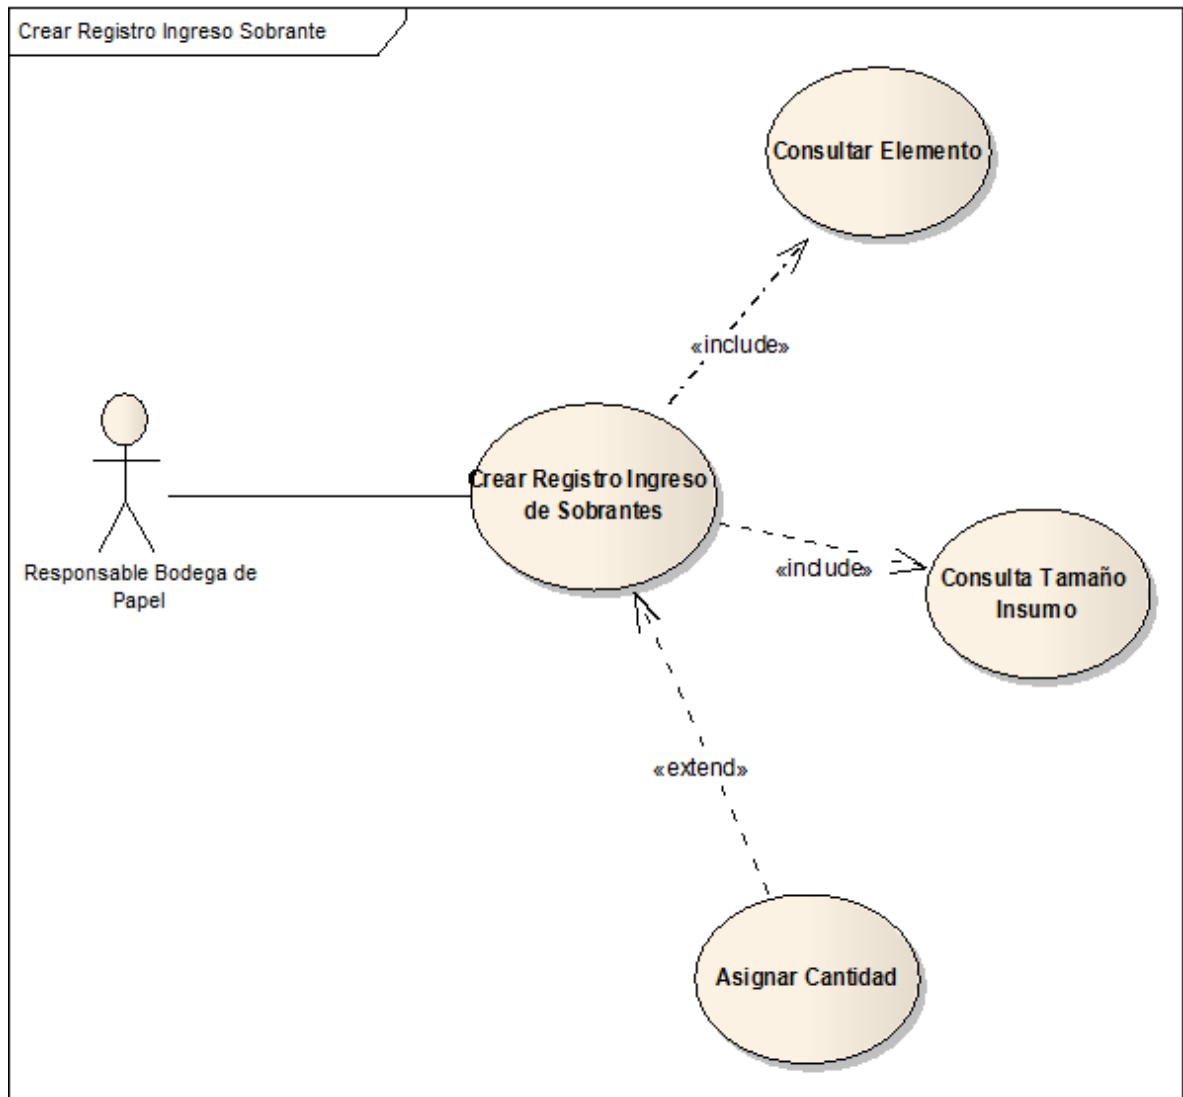 Crear Registro Ingreso Sobrante
Consultar Elemento
«include»
Crear Registro Ingreso
de Sobrantes
«include»
Consulta Tamaño
Insumo
Responsable Bodega de
Papel
«extend»
Asignar Cantidad